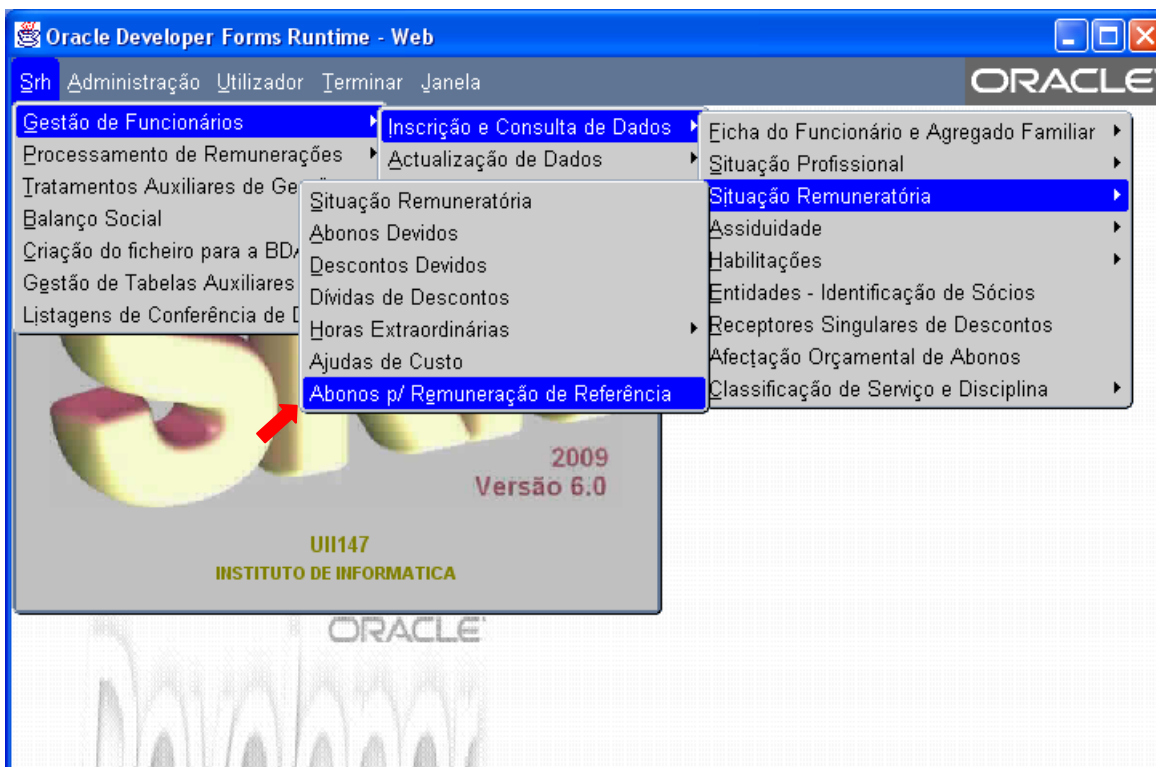 Oracle Developer Forms Runtime - Web
Srh Administração Utilizador Terminar Janela
ORACLE
Gestão de Funcionários
Processamento de Remunerações
Tratamentos Auxiliares de Ge
Balanço Social
Criação do ficheiro para a BDA
Gestão de Tabelas Auxiliares
Listagens de Conferência de D
Inscrição e Consulta de Dados
Actualização de Dados
Ficha do Funcionário e Agregado Familiar
Situação Profissional
Situação Remuneratória
Assiduidade
Habilitações
Entidades - Identificação de Sócios
Receptores Singulares de Descontos
Afectação Orçamental de Abonos
Classificação de Serviço e Disciplina
Situação Remuneratória
Abonos Devidos
Descontos Devidos
Dívidas de Descontos
Horas Extraordinárias
Ajudas de Custo
Abonos p/ Remuneração de Referência
2009
Versão 6.0
UII147
INSTITUTO DE INFORMATICA
ORACLE